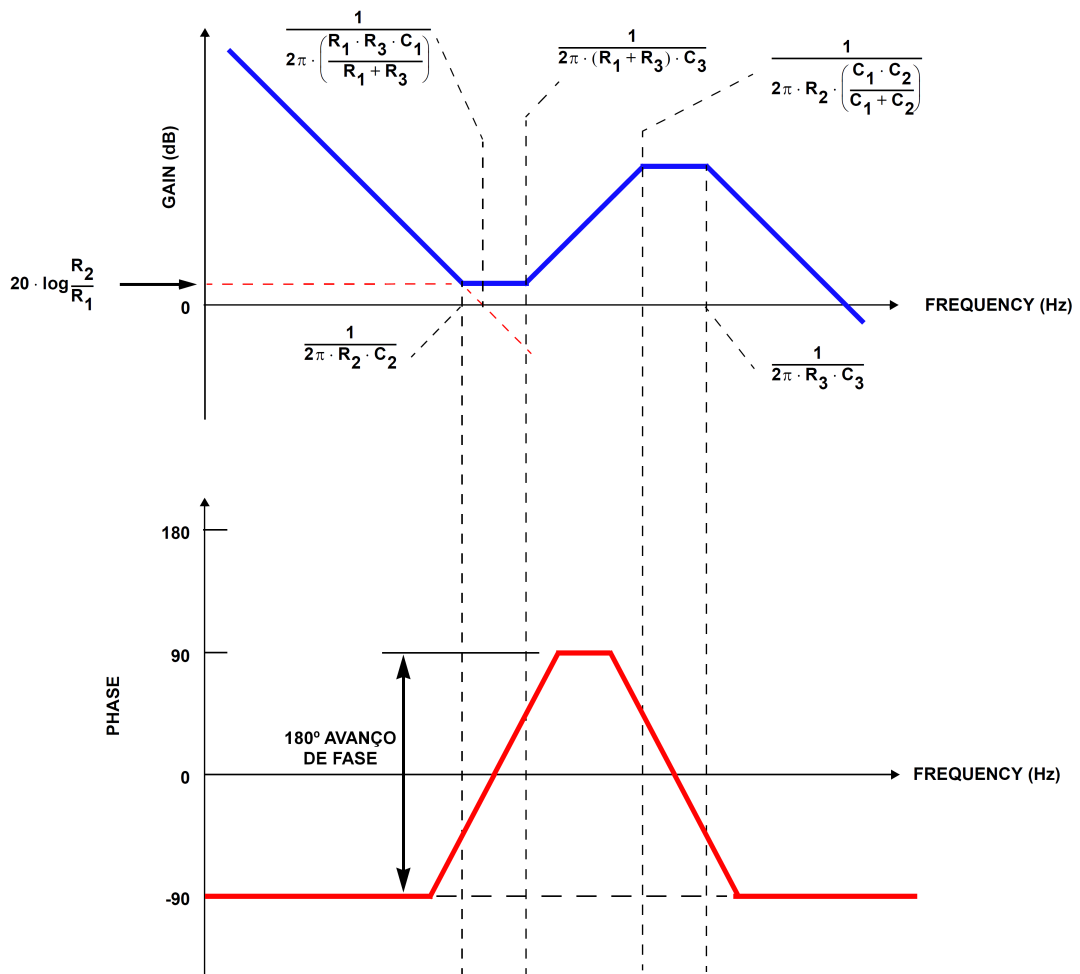 1
2π · (R1 · R3 · C1
R1 + R3)
1
2π · (R1 + R3) · C3
1
2π · R2 · (C1 · C2
C1 + C2)
GAIN (dB)
20 · log R2
R1
0
FREQUENCY (Hz)
1
2π · R2 · C2
1
2π · R3 · C3
180
90
PHASE
180º AVANÇO
DE FASE
0
FREQUENCY (Hz)
-90